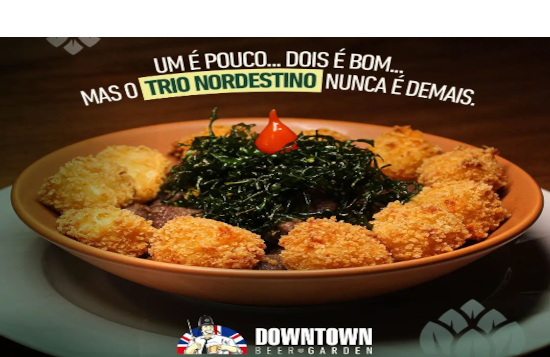 UM É POUCO... DOIS É BOM...
MAS O TRIO NORDESTINO NUNCA É DEMAIS.
DOWNTOWN
BEER GARDEN